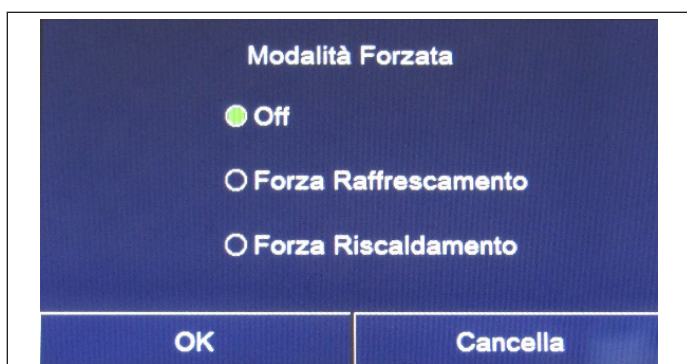 Modalità Forzata
Off
Forza Raffrescamento
Forza Riscaldamento
OK
Cancella